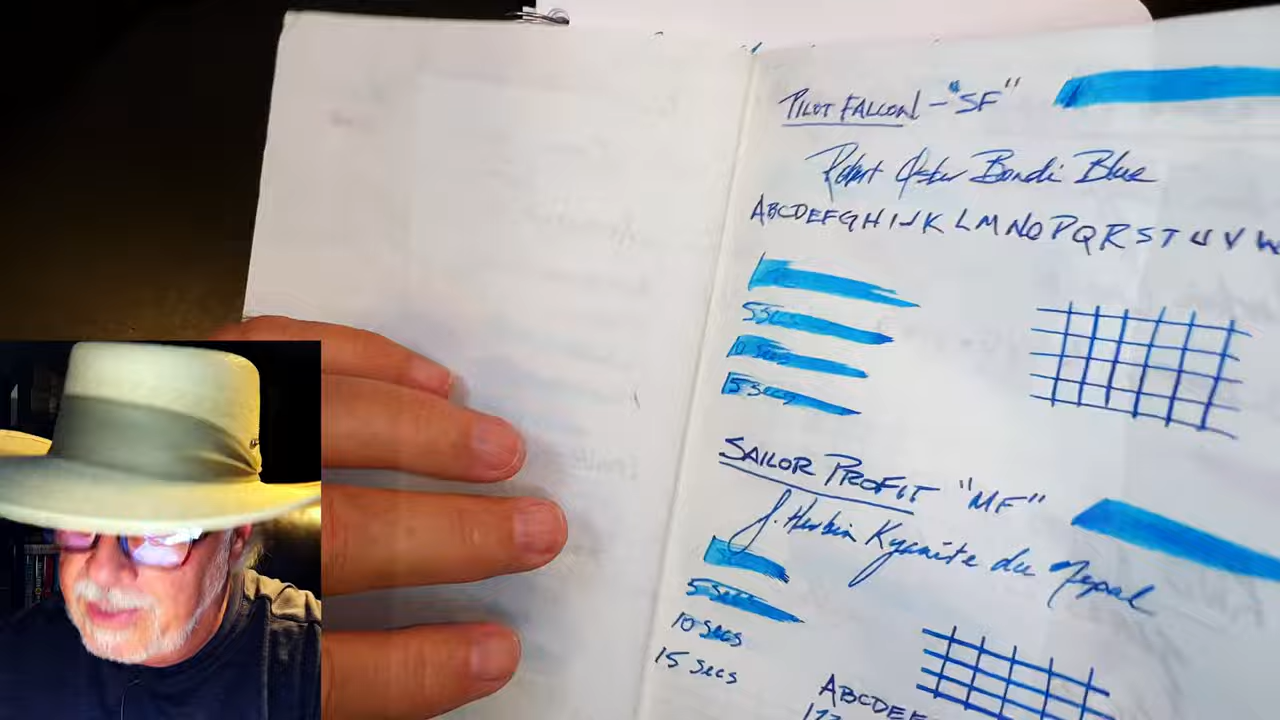 PILOT FALCON - "SF"
Robert Oster Bondi Blue
ABCDEFGHIJKLMNOPQRSTUVW
5 Secs
10 secs
15 secs
SAILOR PROFIT "MF"
J. Herbin Kyanite du Nepal
5 secs
10 secs
15 secs
ABCDEF
123